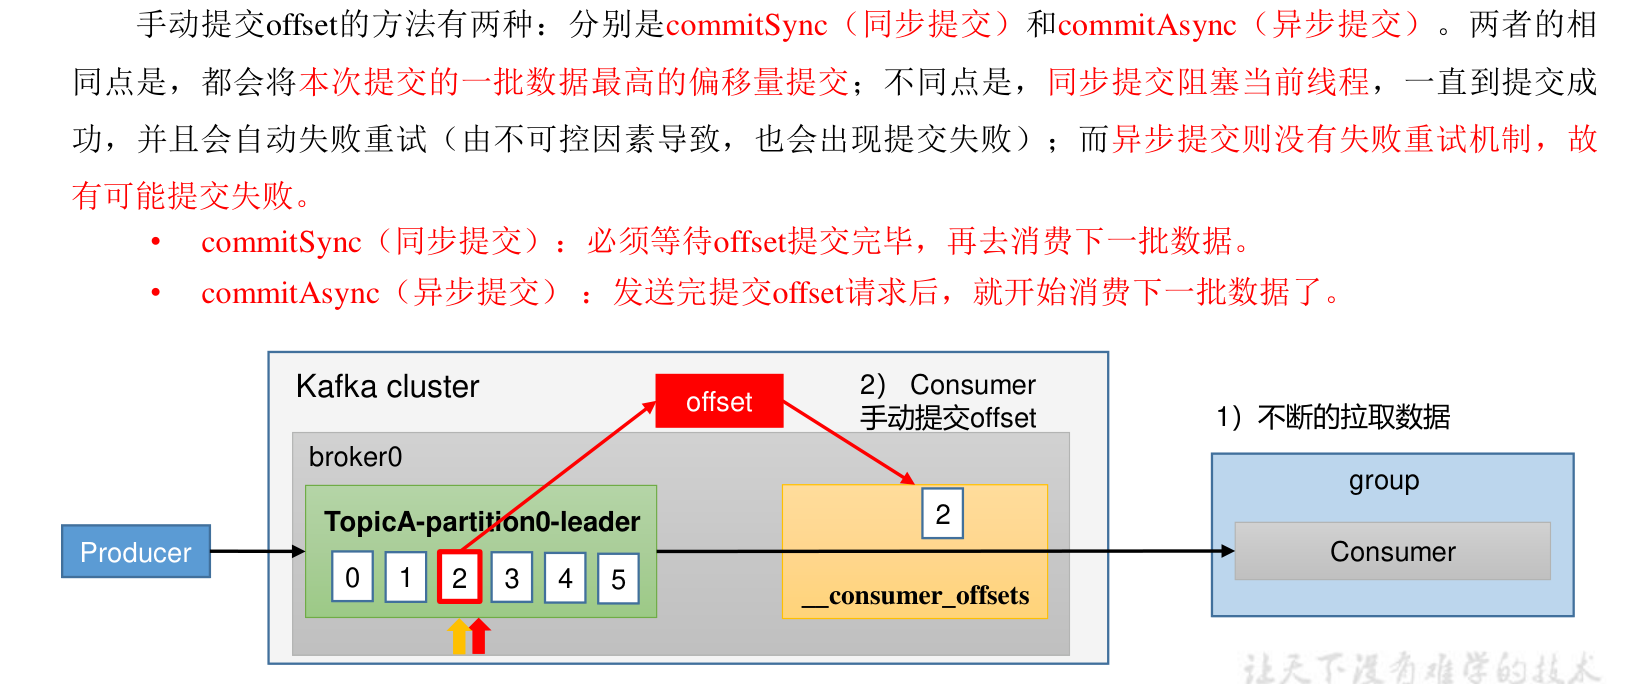 手动提交offset的方法有两种：分别是commitSync（同步提交）和commitAsync（异步提交）。两者的相
同点是，都会将本次提交的一批数据最高的偏移量提交；不同点是，同步提交阻塞当前线程，一直到提交成
功，并且会自动失败重试（由不可控因素导致，也会出现提交失败）；而异步提交则没有失败重试机制，故
有可能提交失败。
• commitSync（同步提交）：必须等待offset提交完毕，再去消费下一批数据。
• commitAsync（异步提交） ：发送完提交offset请求后，就开始消费下一批数据了。
Kafka cluster
offset
2） Consumer
手动提交offset
1）不断的拉取数据
broker0
group
TopicA-partition0-leader
2
Producer
Consumer
0 1 2 3 4 5
__consumer_offsets
让天下没有难学的技术